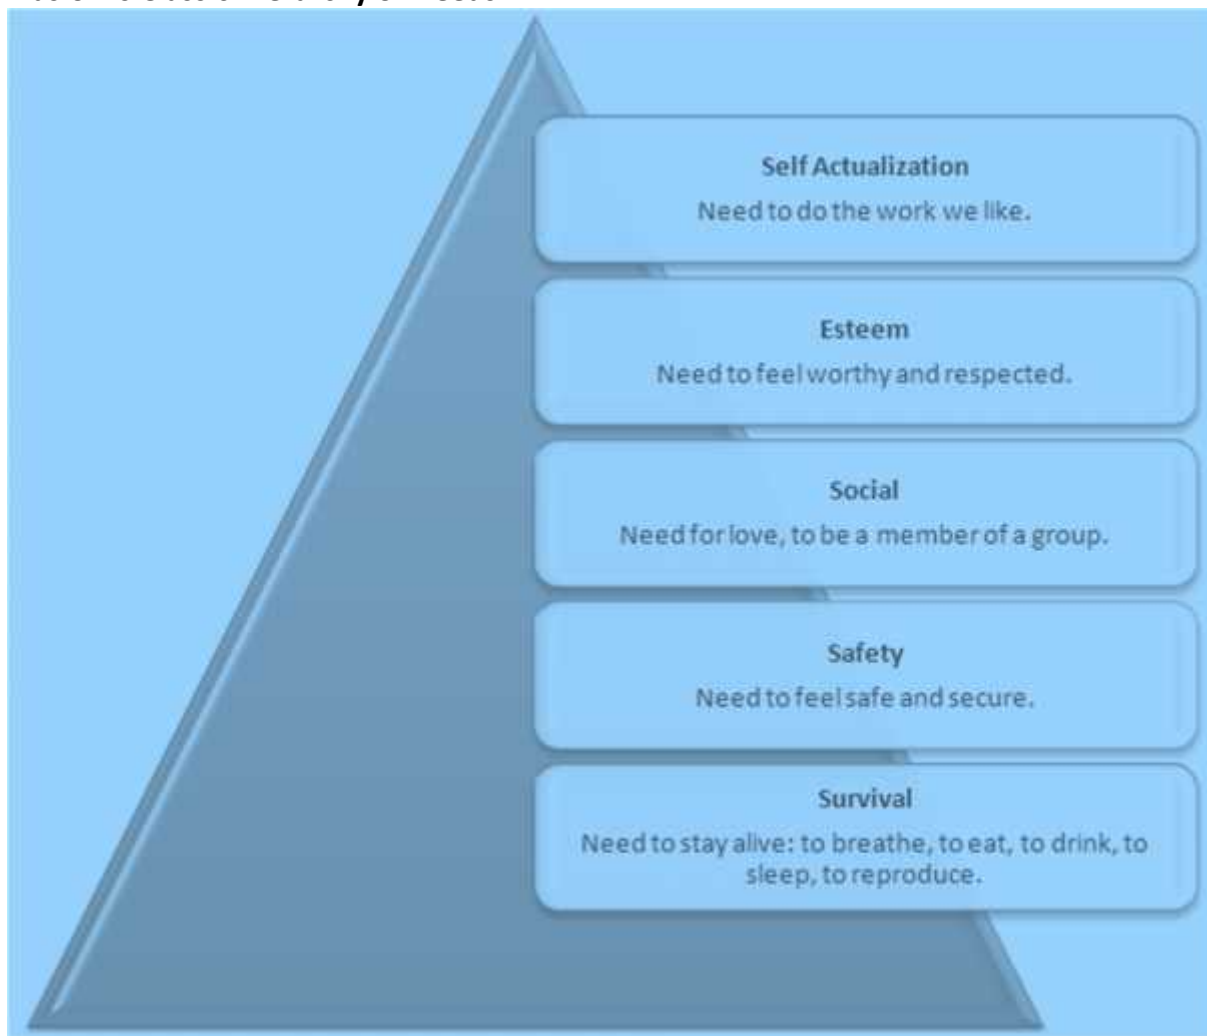 Self Actualization
Need to do the work we like.
Esteem
Need to feel worthy and respected.
Social
Need for love, to be a member of a group.
Safety
Need to feel safe and secure.
Survival
Need to stay alive: to breathe, to eat, to drink, to
sleep, to reproduce.